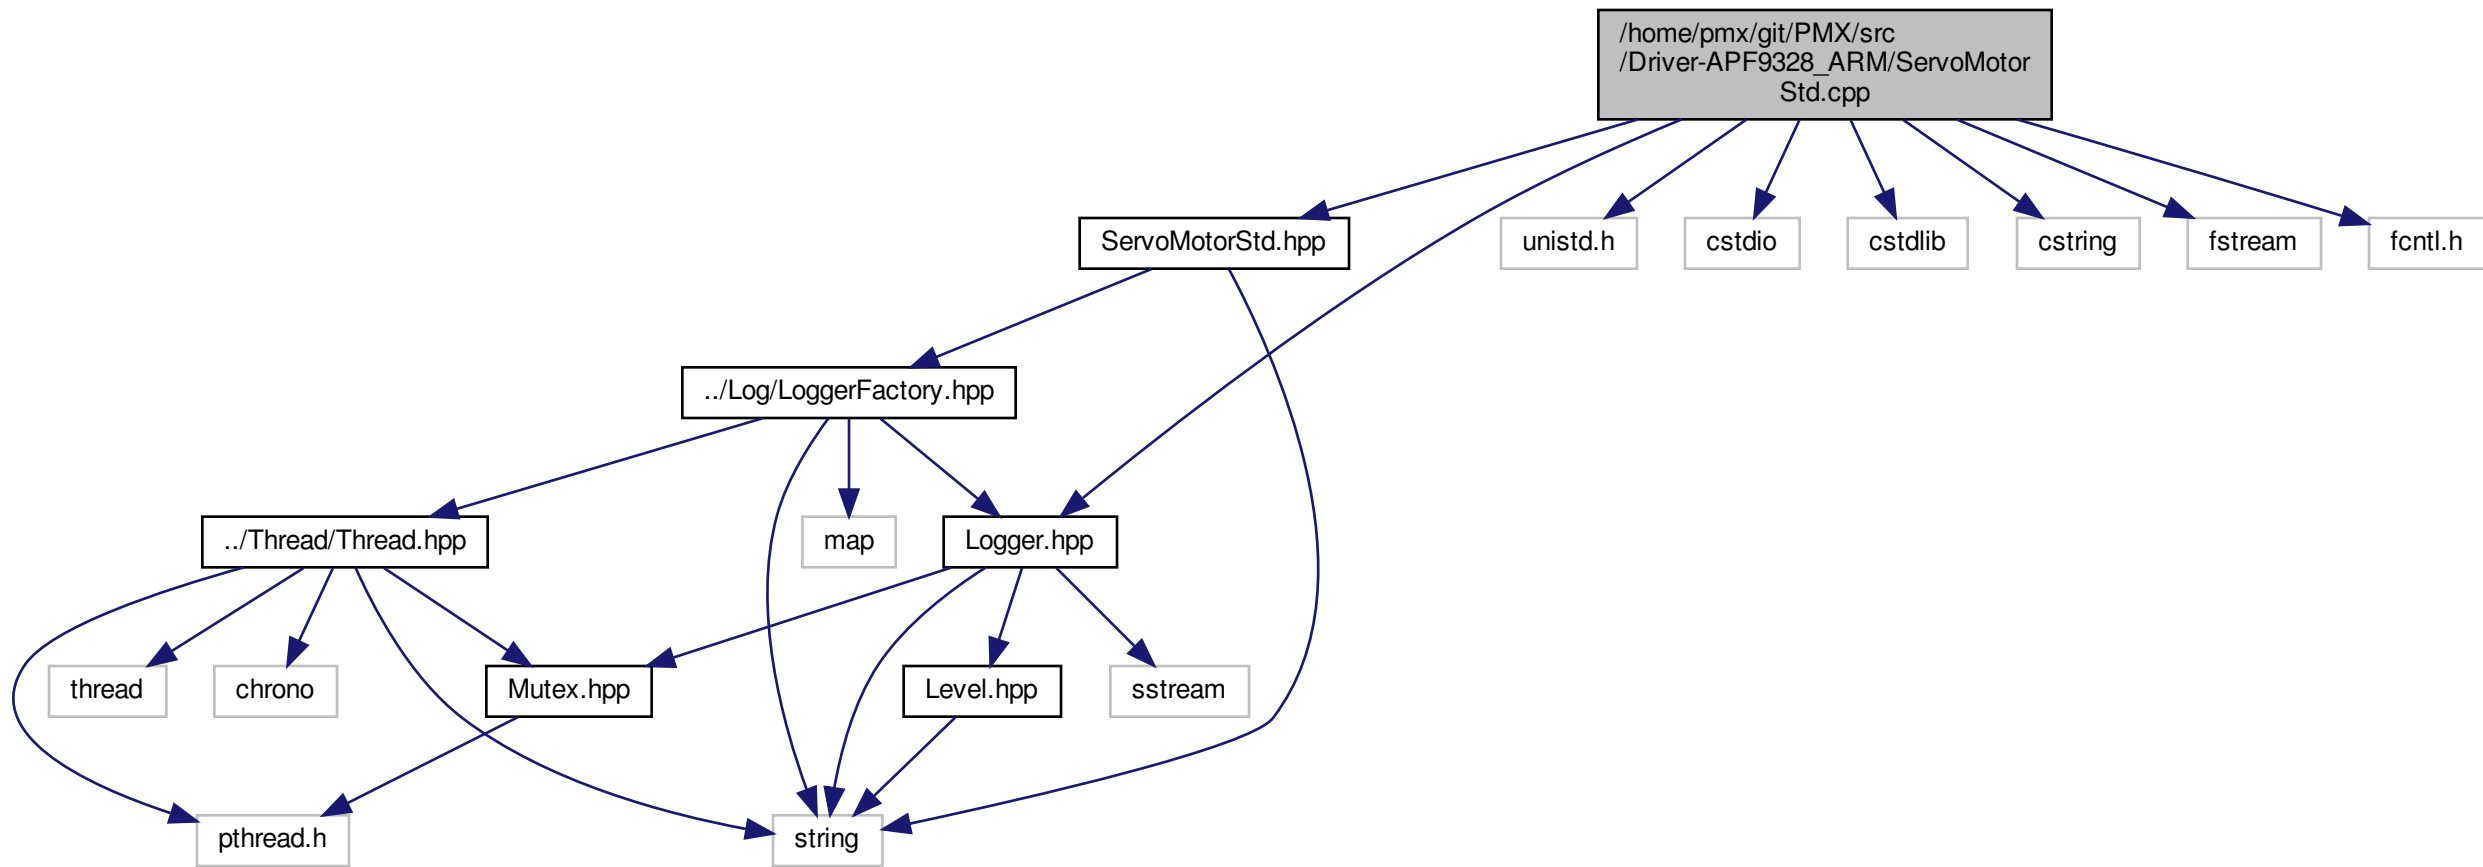 /home/pmx/git/PMX/src
/Driver-APF9328_ARM/ServoMotor
Std.cpp
ServoMotorStd.hpp
unistd.h
cstdio
cstdlib
cstring
fstream
fcntl.h
../Log/LoggerFactory.hpp
../Thread/Thread.hpp
map
Logger.hpp
thread
chrono
Mutex.hpp
Level.hpp
sstream
pthread.h
string